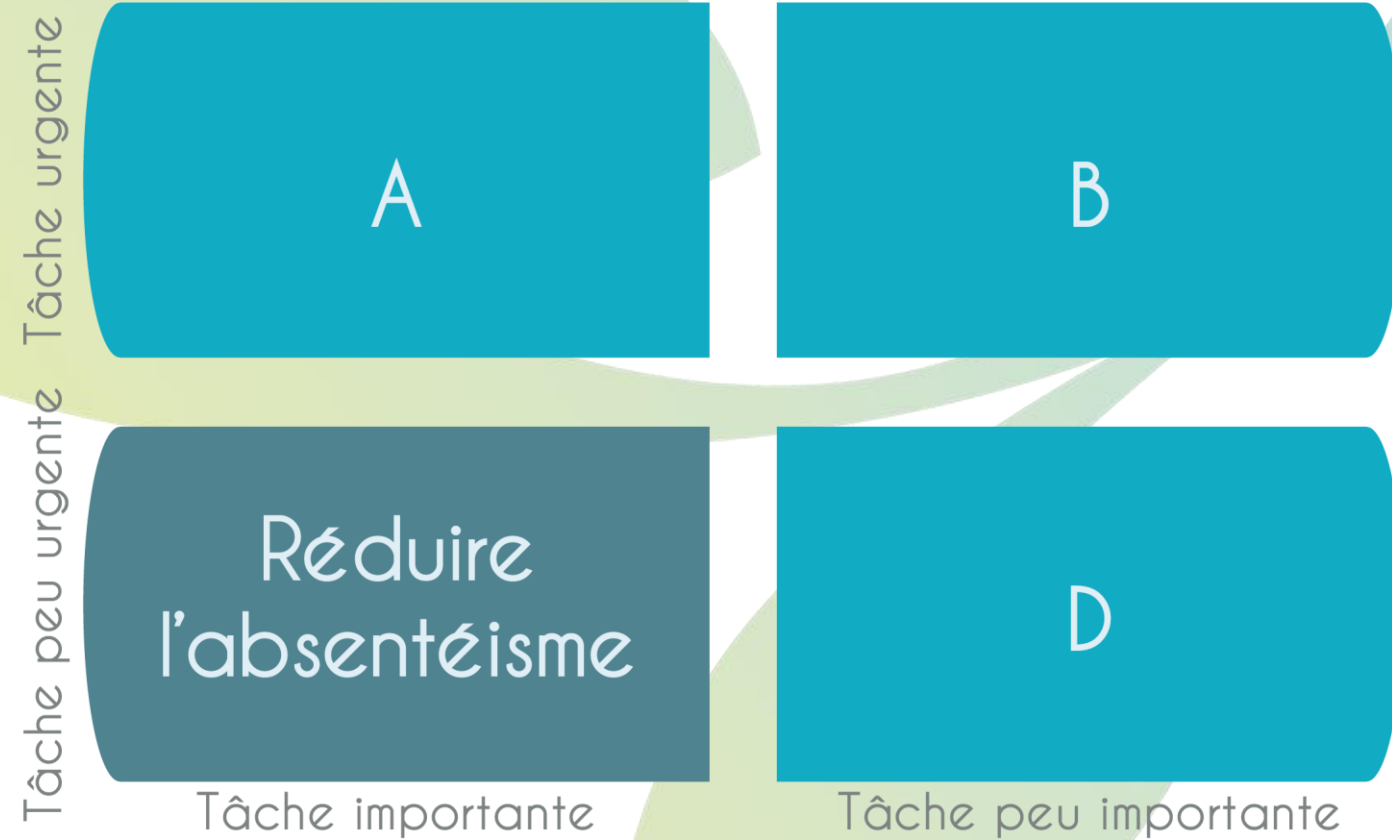 Tâche urgente
A
B
Tâche peu urgente
Réduire
l'absentéisme
D
Tâche importante
Tâche peu importante